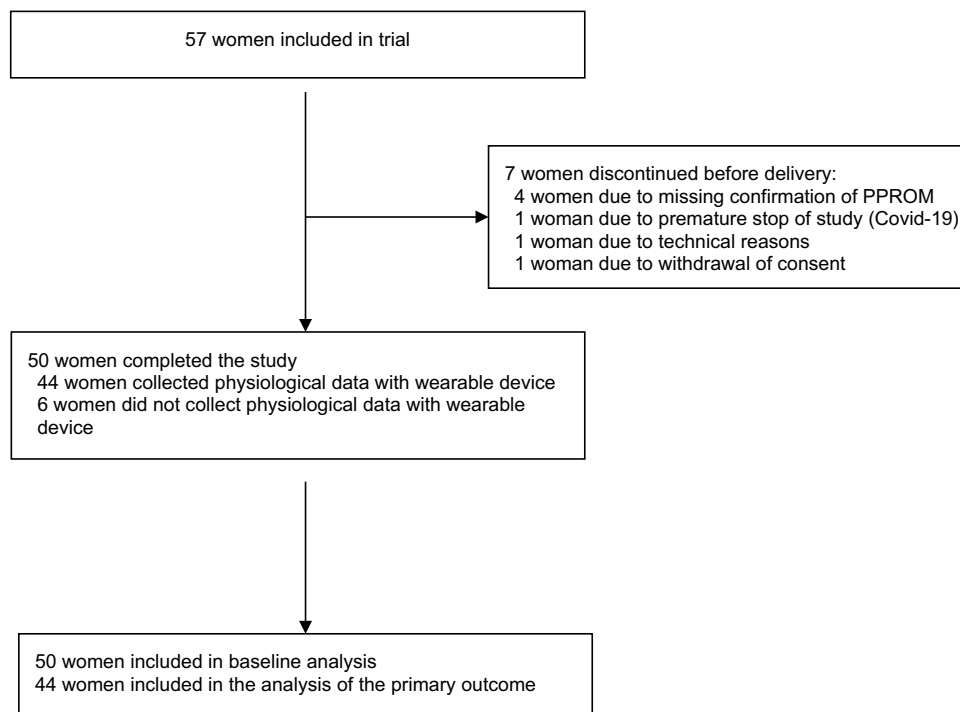 57 women included in trial
7 women discontinued before delivery:
4 women due to missing confirmation of PPROM
1 woman due to premature stop of study (Covid-19)
1 woman due to technical reasons
1 woman due to withdrawal of consent
50 women completed the study
44 women collected physiological data with wearable device
6 women did not collect physiological data with wearable
device
50 women included in baseline analysis
44 women included in the analysis of the primary outcome